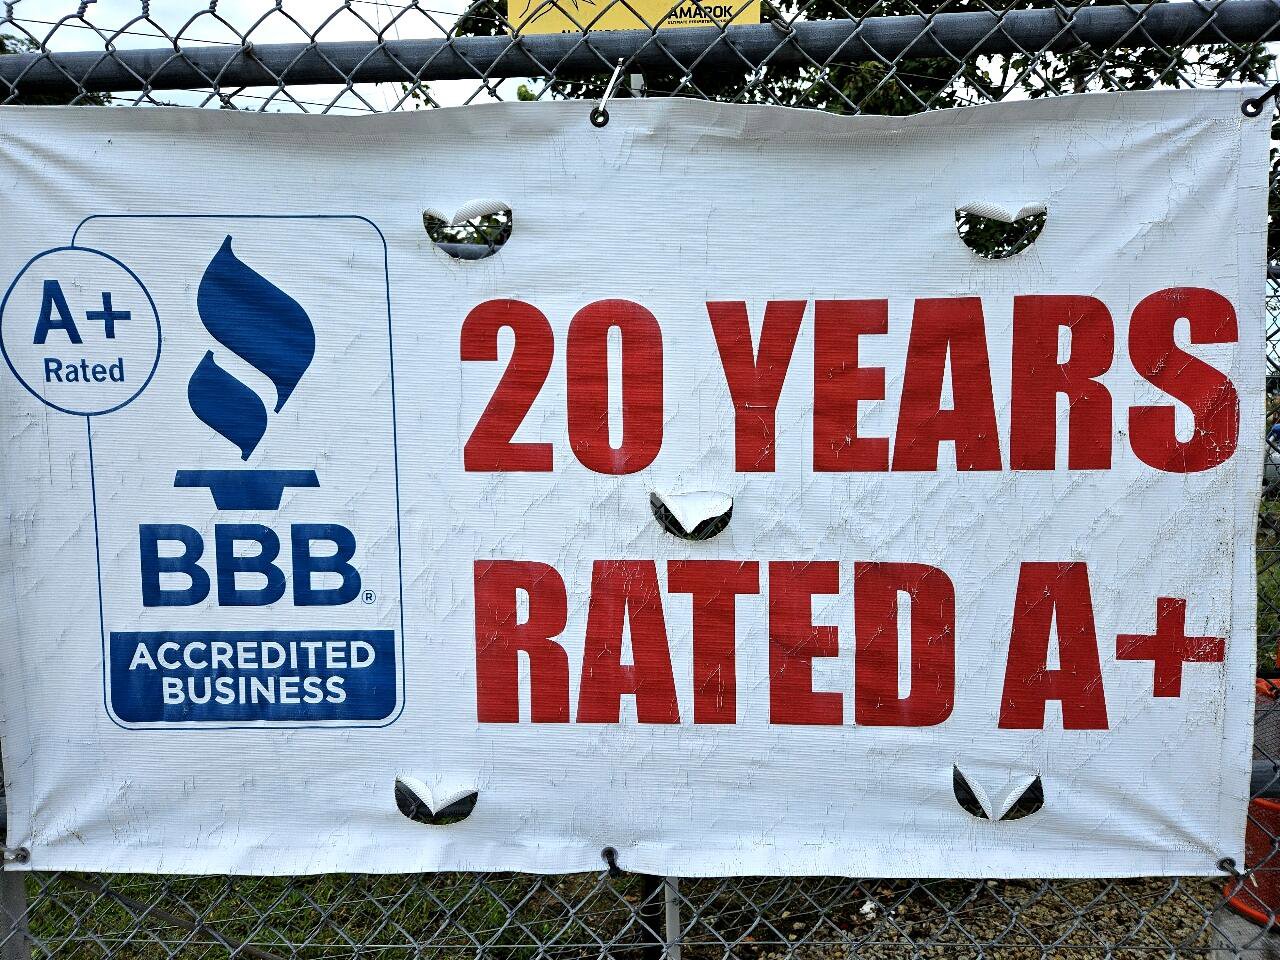 AMAROK
A+
Rated
BBB®
ACCREDITED
BUSINESS
20 YEARS
RATED A+